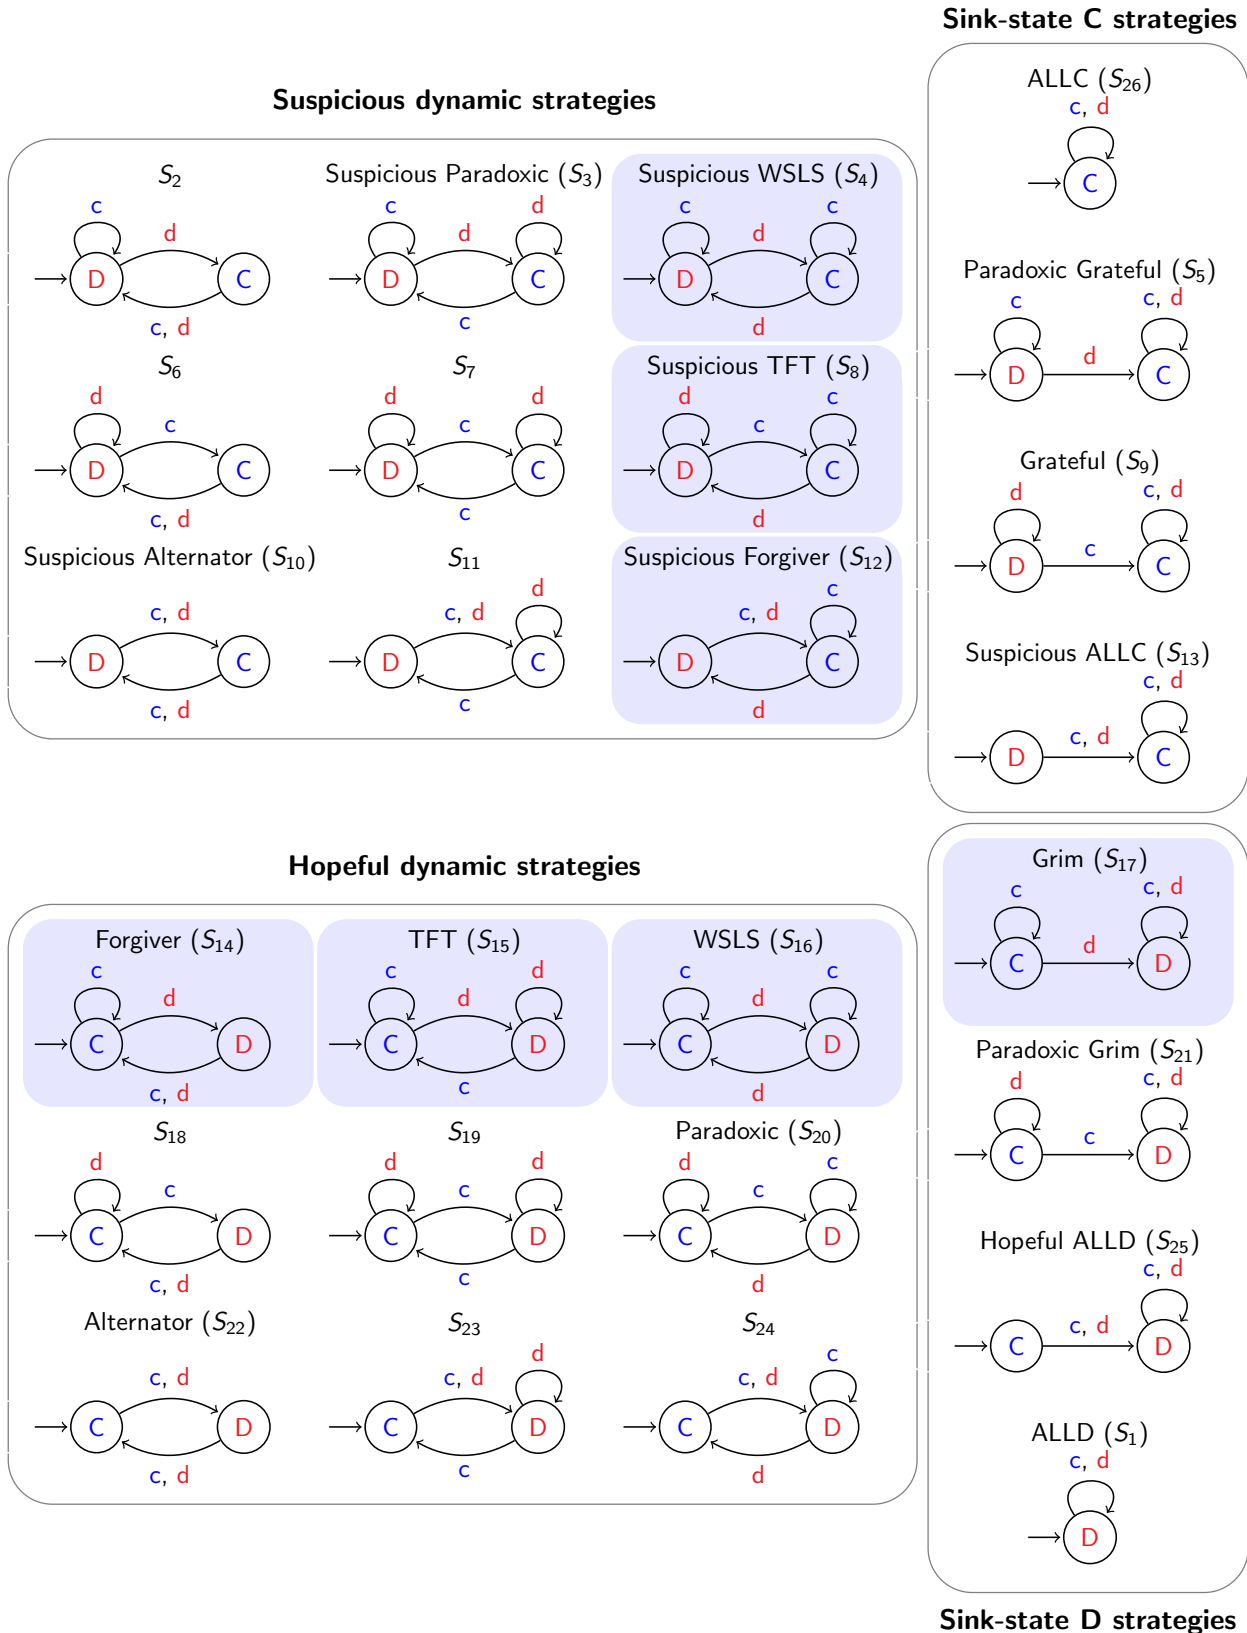 Suspicious dynamic strategies
S2
c
d
D
C
c, d
Suspicious Paradoxic (S3)
c
d
d
D
C
c
Suspicious WSLS (S4)
c
d
c
D
C
d
S6
d
c
D
C
c, d
S7
d
c
d
D
C
c
Suspicious TFT (S8)
d
c
c
D
C
d
Suspicious Alternator (S10)
c, d
D
C
c, d
S11
c, d
d
D
C
c
Suspicious Forgiver (S12)
c, d
c
D
C
d
Sink-state C strategies
ALLC (S26)
c, d
C
Paradoxic Grateful (S5)
c
c, d
d
D
C
Grateful (S9)
d
c, d
c
D
C
Suspicious ALLC (S13)
c, d
c, d
D
C
Hopeful dynamic strategies
Forgiver (S14)
c
d
C
D
c, d
TFT (S15)
c
d
d
C
D
c
WSLS (S16)
c
d
c
C
D
d
S18
d
c
C
D
c, d
S19
d
c
d
C
D
c
Paradoxic (S20)
d
c
c
C
D
d
Alternator (S22)
c, d
C
D
c, d
S23
c, d
d
C
D
c
S24
c, d
c
C
D
d
Grim (S17)
c
c, d
d
C
D
Paradoxic Grim (S21)
d
c, d
c
C
D
Hopeful ALLD (S25)
c, d
c, d
C
D
ALLD (S1)
c, d
D
Sink-state D strategies